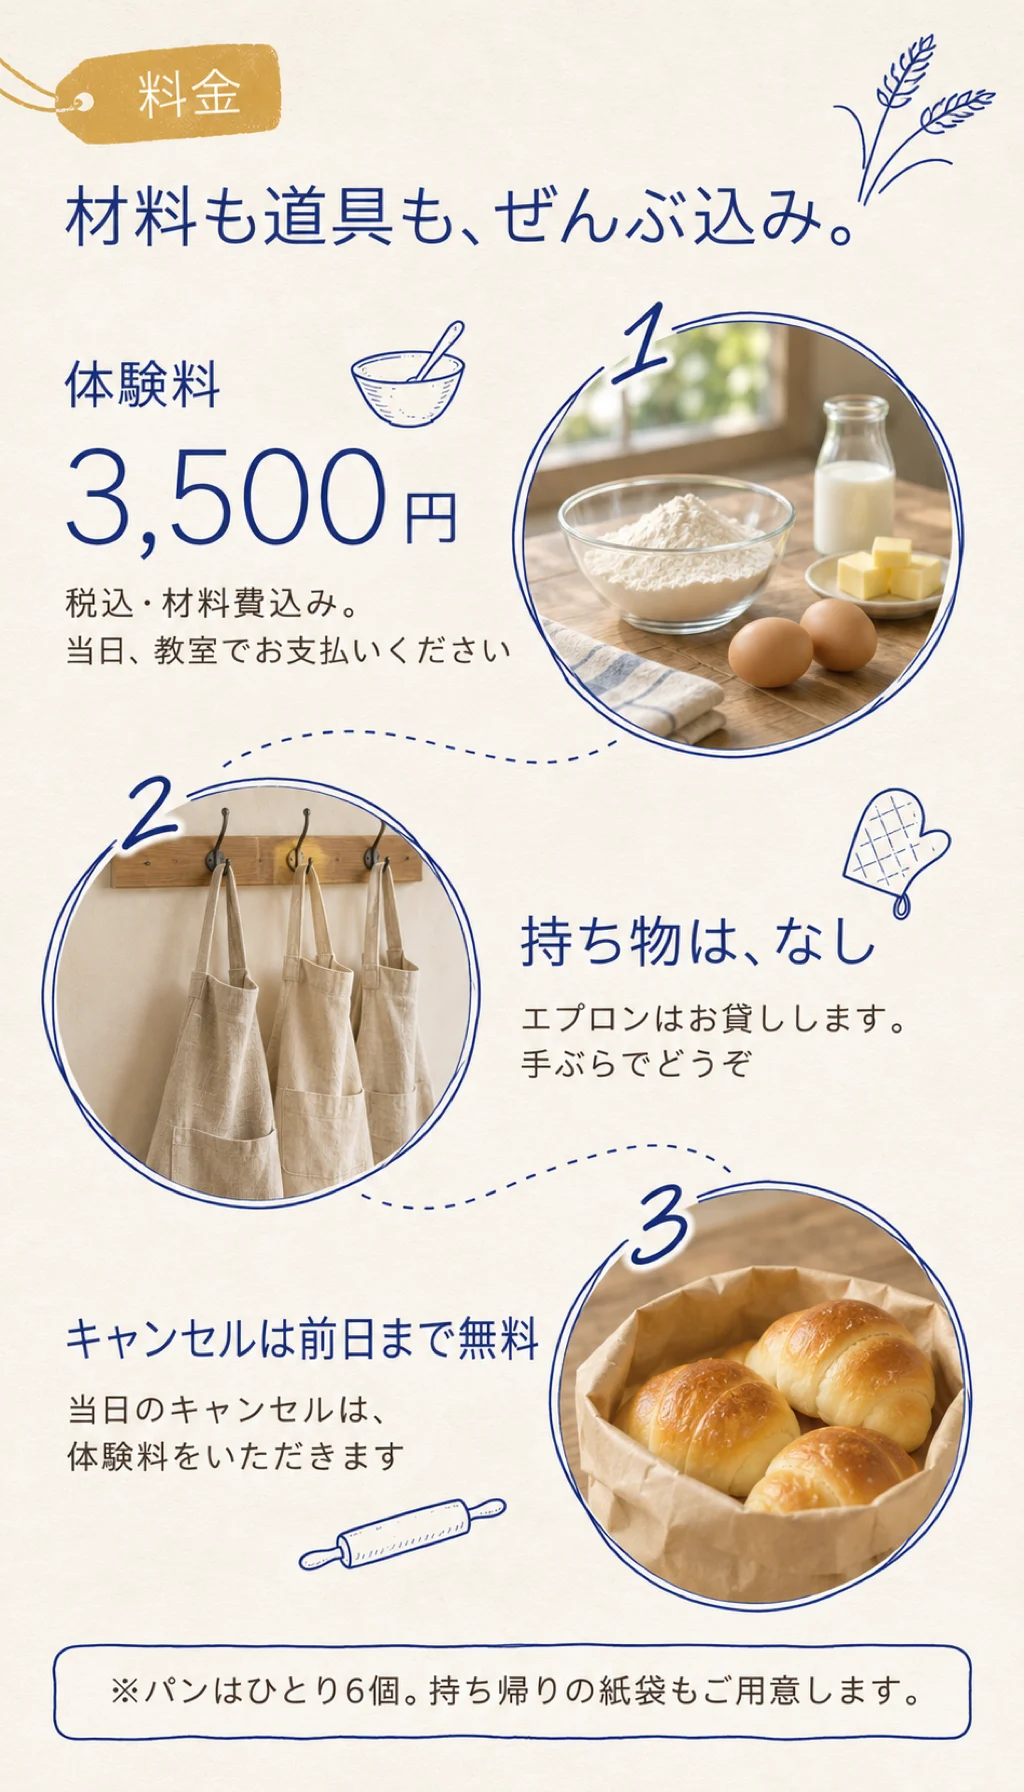 料金
材料も道具も、ぜんぶ込み。
1
体験料
3,500円
税込・材料費込み。
当日、教室でお支払いください
2
持ち物は、なし
エプロンはお貸しします。
手ぶらでどうぞ
3
キャンセルは前日まで無料
当日のキャンセルは、
体験料をいただきます
※パンはひとり6個。持ち帰りの紙袋もご用意します。